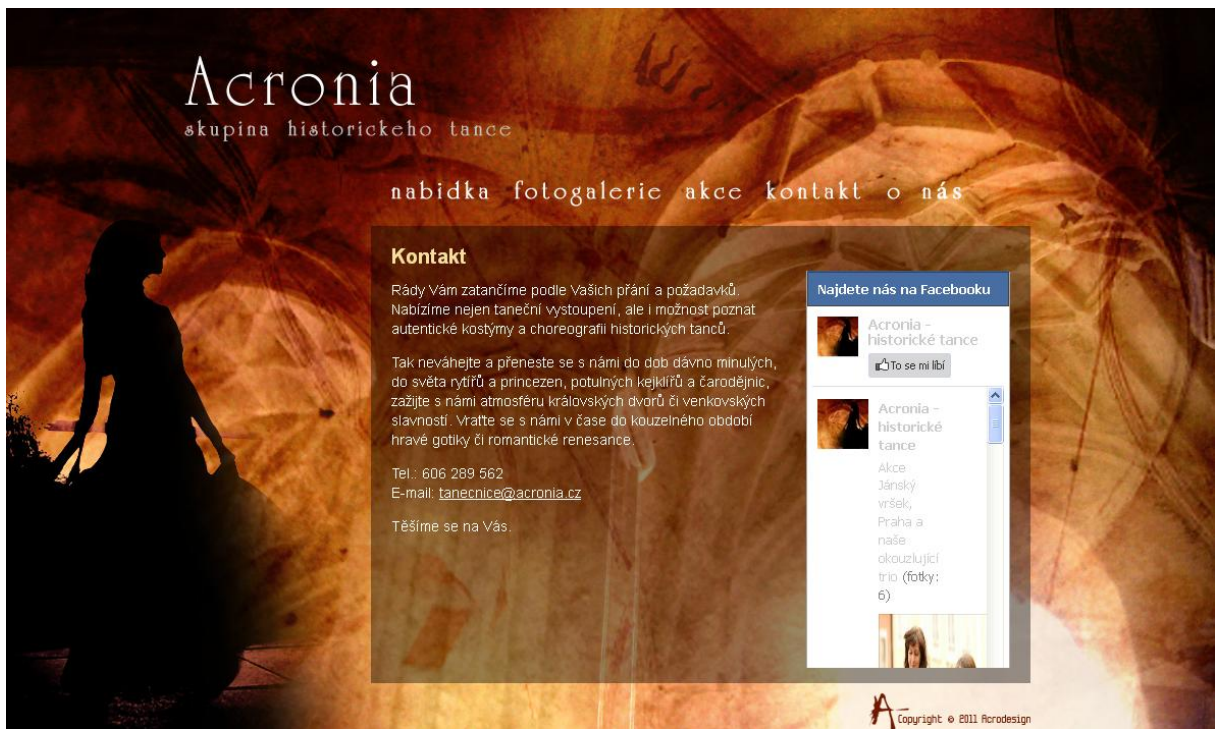 Acronia
skupina historickeho tance
nabidka fotogalerie akce kontakt o nás
Kontakt
Rády Vám zatančíme podle Vašich přání a požadavků.
Nabízíme nejen taneční vystoupení, ale i možnost poznat
autentické kostýmy a choreografii historických tanců.
Tak neváhejte a přeneste se s námi do dob dávno minulých,
do světa rytířů a princezen, potulných kejklířů a čarodějnic,
zažijte s námi atmosféru královských dvorů či venkovských
slavností. Vraťte se s námi v čase do kouzelného období
hravé gotiky či romantické renesance.
Tel.: 606 289 562
E-mail: tanecnice@acronia.cz
Těšíme se na Vás.
Najdete nás na Facebooku
Acronia -
historické tance
To se mi líbí
Acronia -
historické
tance
Akce
Jánský
vršek,
Praha a
naše
okouzlující
trio (fotky:
6)
Copyright © 2011 Acrodesign